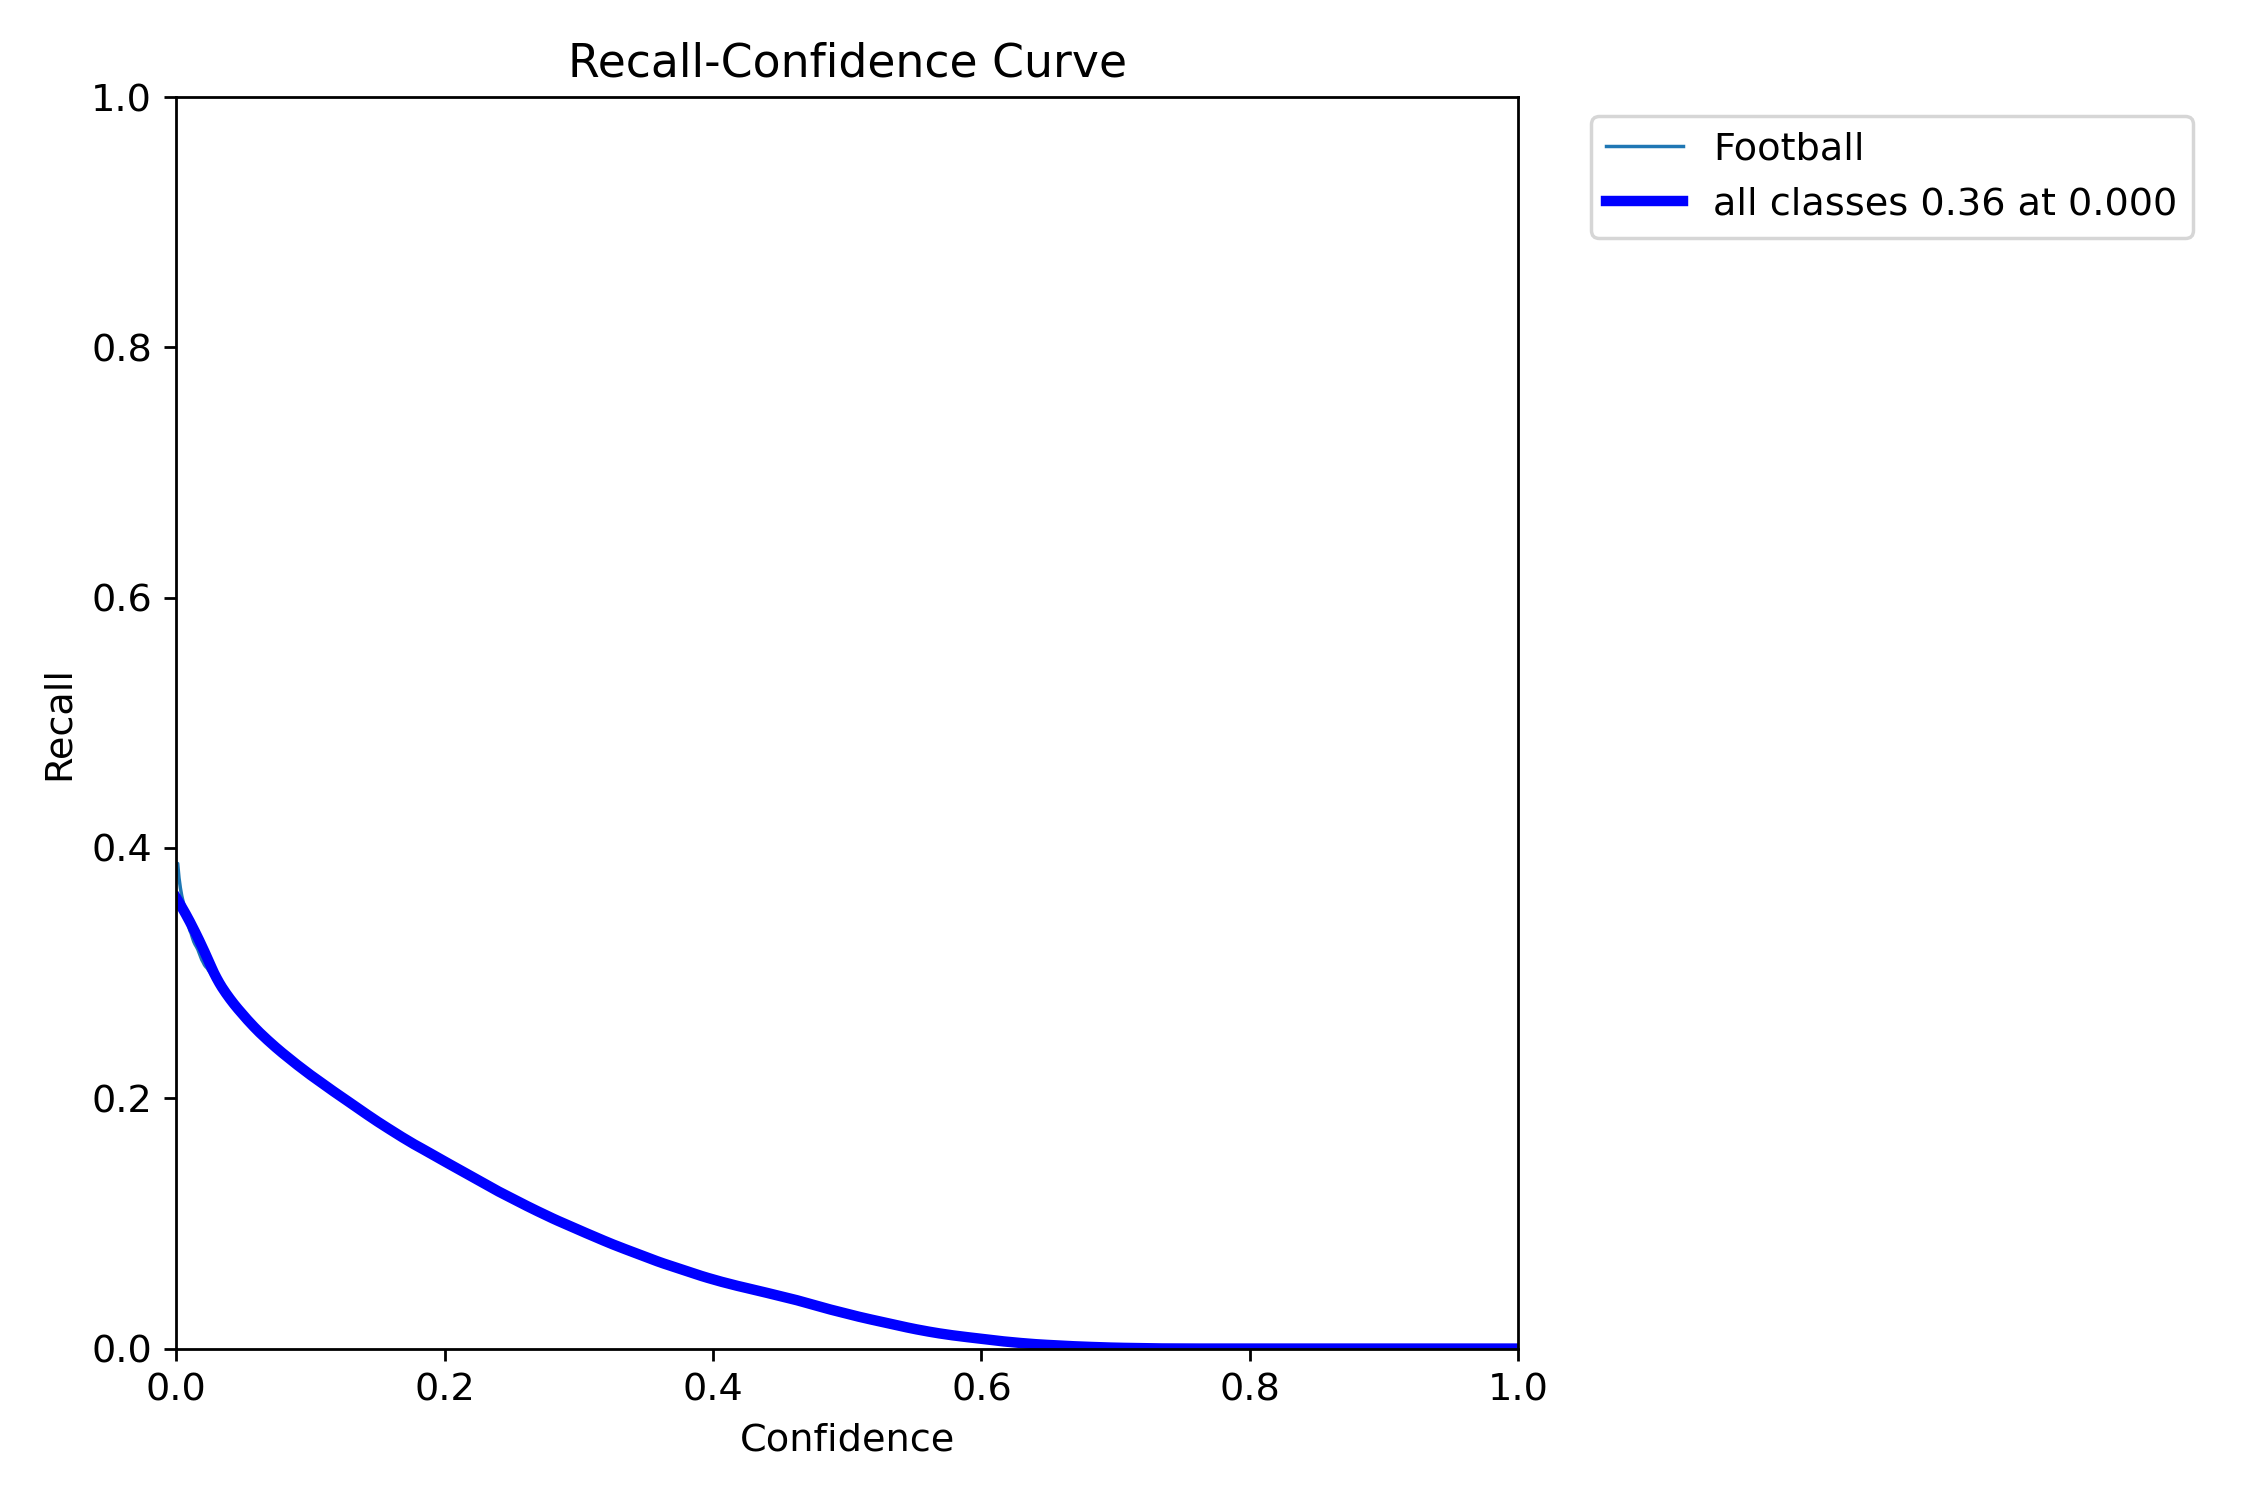 Recall-Confidence Curve
Football
all classes 0.36 at 0.000
1.0
0.8
0.6
0.4
0.2
0.0
Recall
0.0 0.2 0.4 0.6 0.8 1.0
Confidence